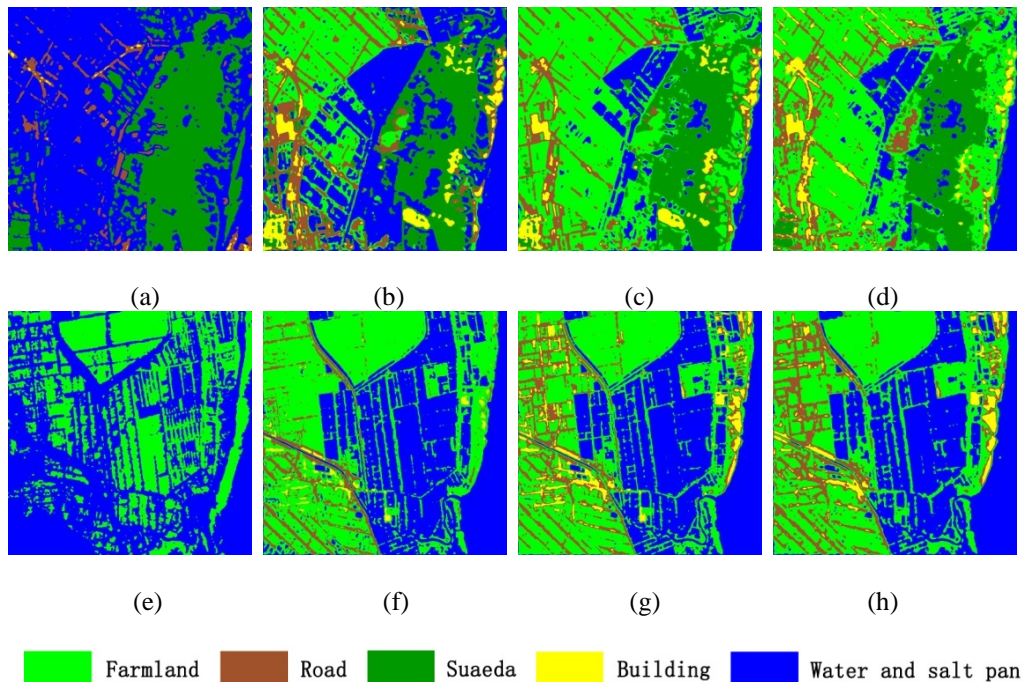 (a) (b) (c) (d)
(e) (f) (g) (h)
Farmland Road Suaeda Building Water and salt pan